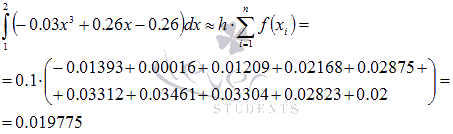 ∫₁² (− 0.03x³ + 0.26x − 0.26)dx ≈ h · ∑ᵢ₌₁ⁿ f(xᵢ) =
= 0.1 · (− 0.01393 + 0.00016 + 0.01209 + 0.02168 + 0.02875 +
+ 0.03312 + 0.03461 + 0.03304 + 0.02823 + 0.02) =
= 0.019775
STUDENTS